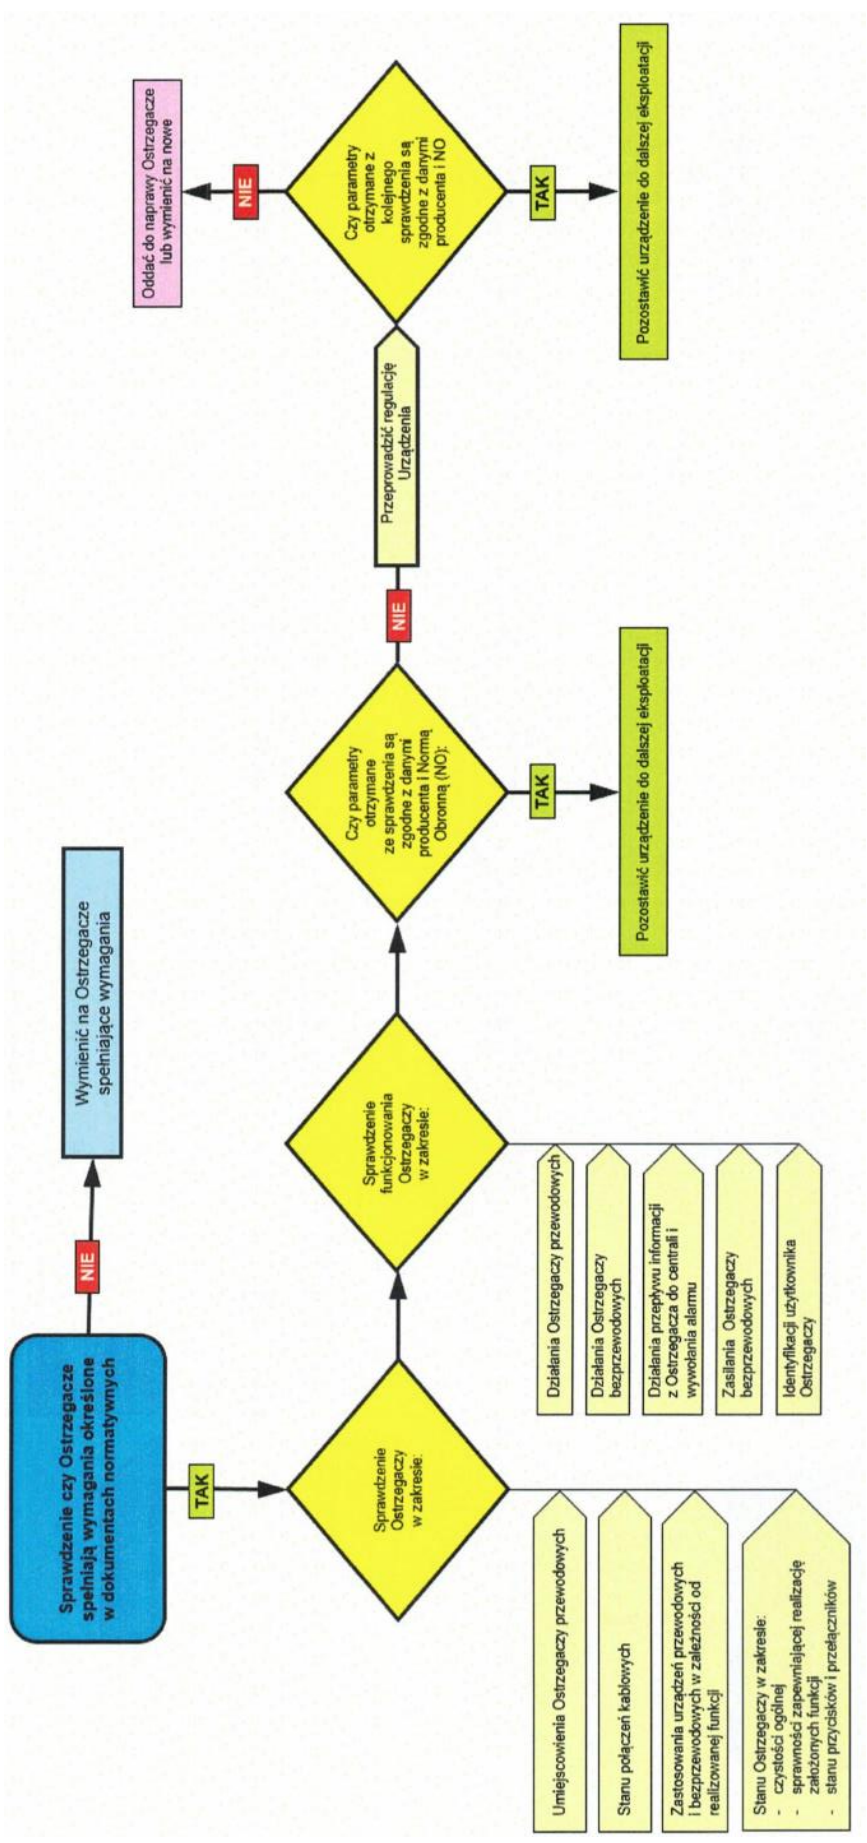 Sprawdzenie czy Ostrzegacze
spełniają wymagania określone
w dokumentach normatywnych
NIE
Wymienić na Ostrzegacze
spełniające wymagania
TAK
Sprawdzenie
Ostrzegaczy
w zakresie:
Umiejscowienia Ostrzegaczy przewodowych
Stanu połączeń kablowych
Zastosowania urządzeń przewodowych
i bezprzewodowych w zależności od
realizowanej funkcji
Stanu Ostrzegaczy w zakresie:
- czystości ogólnej
- sprawności zapewniającej realizację
założonych funkcji
- stanu przycisków i przełączników
Sprawdzenie
funkcjonowania
Ostrzegaczy
w zakresie:
Działania Ostrzegaczy przewodowych
Działania Ostrzegaczy
bezprzewodowych
Działania przepływu informacji
z Ostrzegacza do centrali i
wywołania alarmu
Zasilania Ostrzegaczy
bezprzewodowych
Identyfikacji użytkownika
Ostrzegaczy
Czy parametry
otrzymane
ze sprawdzenia są
zgodne z danymi
producenta i Normą
Obronną (NO):
TAK
Pozostawić urządzenie do dalszej eksploatacji
NIE
Przeprowadzić regulację
Urządzenia
Czy parametry
otrzymane z
kolejnego
sprawdzenia są
zgodne z danymi
producenta i NO
NIE
Oddać do naprawy Ostrzegacze
lub wymienić na nowe
TAK
Pozostawić urządzenie do dalszej eksploatacji